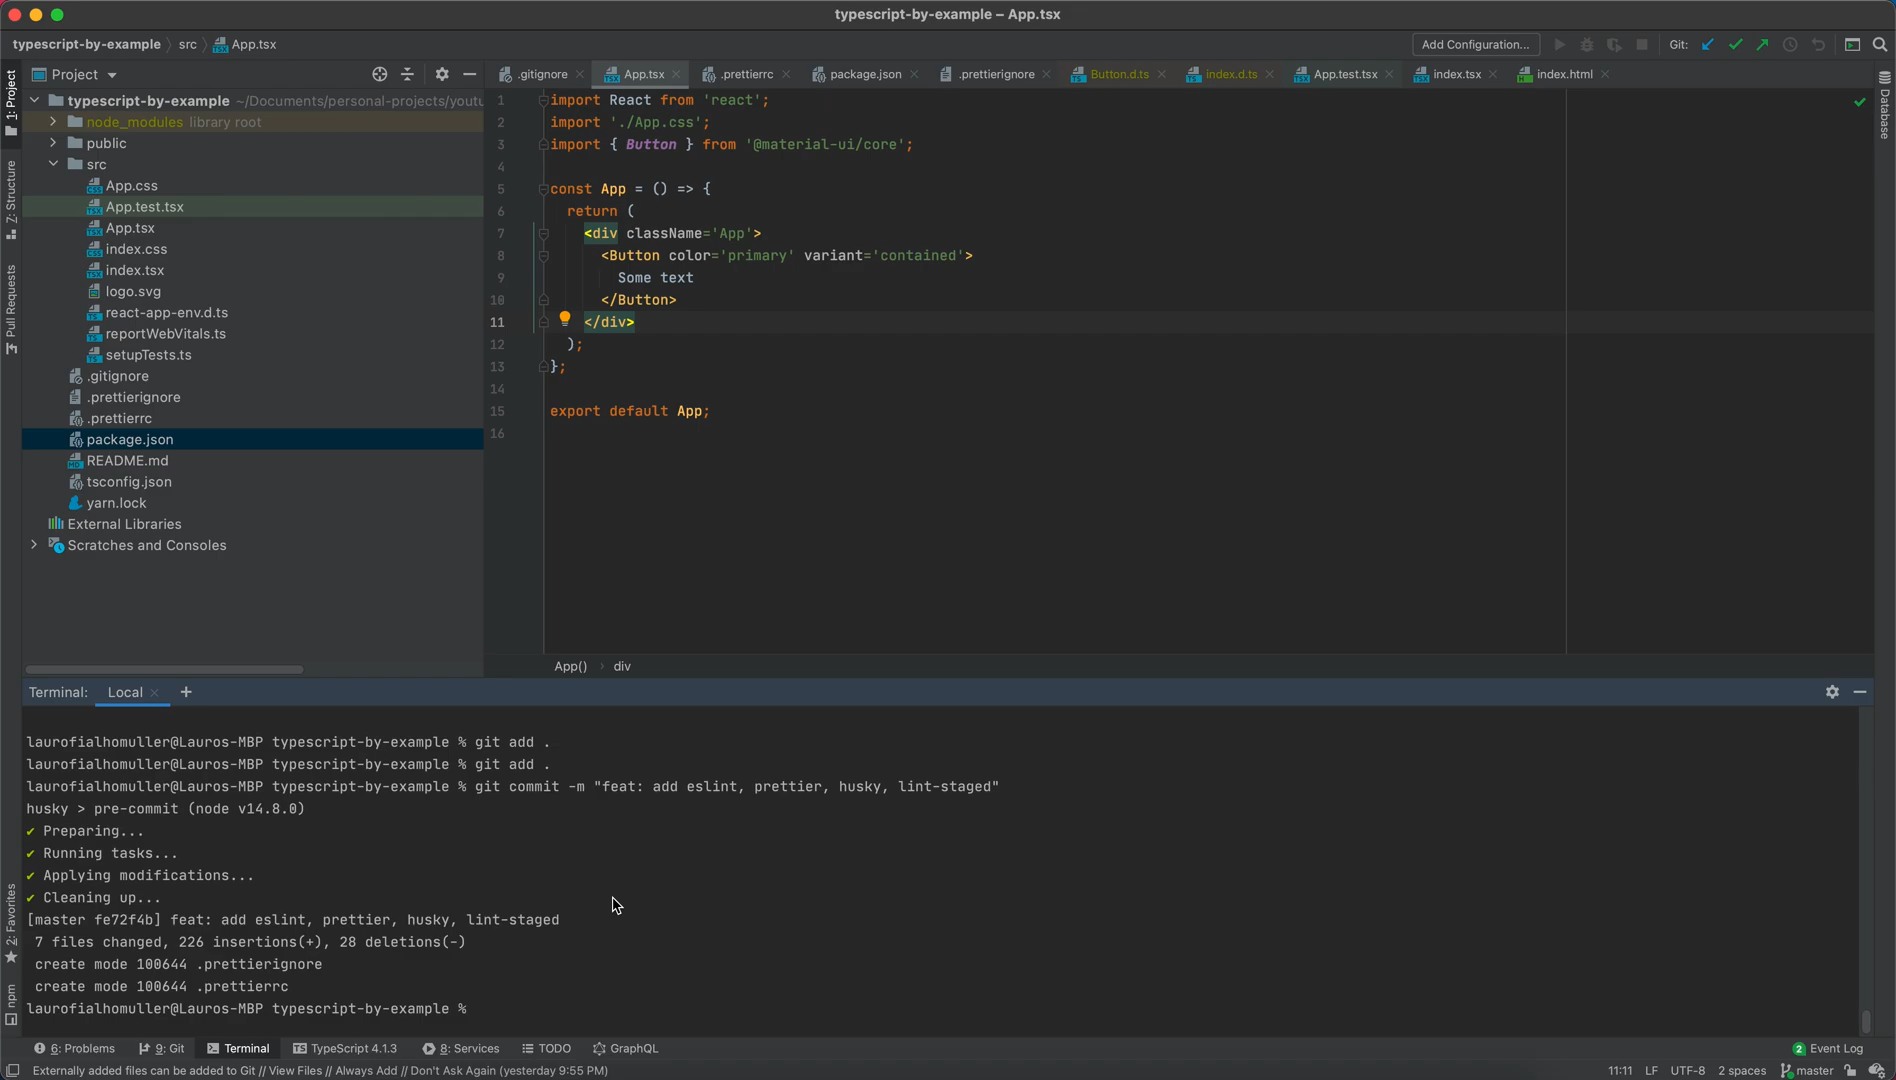 typescript-by-example – App.tsx
typescript-by-example src App.tsx
Add Configuration... Git:
1: Project
Z: Structure
Pull Requests
2: Favorites
npm
Project
typescript-by-example ~/Documents/personal-projects/youtu
node_modules library root
public
src
App.css
App.test.tsx
App.tsx
index.css
index.tsx
logo.svg
react-app-env.d.ts
reportWebVitals.ts
setupTests.ts
.gitignore
.prettierignore
.prettierrc
package.json
README.md
tsconfig.json
yarn.lock
External Libraries
Scratches and Consoles
.gitignore App.tsx .prettierrc package.json .prettierignore Button.d.ts index.d.ts App.test.tsx index.tsx index.html
1 import React from 'react';
2 import './App.css';
3 import { Button } from '@material-ui/core';
4
5 const App = () => {
6 return (
7 <div className='App'>
8 <Button color='primary' variant='contained'>
9 Some text
10 </Button>
11 </div>
12 );
13 };
14
15 export default App;
16
App() › div
Database
Terminal: Local +
laurofialhomuller@Lauros-MBP typescript-by-example % git add .
laurofialhomuller@Lauros-MBP typescript-by-example % git add .
laurofialhomuller@Lauros-MBP typescript-by-example % git commit -m "feat: add eslint, prettier, husky, lint-staged"
husky > pre-commit (node v14.8.0)
✔ Preparing...
✔ Running tasks...
✔ Applying modifications...
✔ Cleaning up...
[master fe72f4b] feat: add eslint, prettier, husky, lint-staged
7 files changed, 226 insertions(+), 28 deletions(-)
create mode 100644 .prettierignore
create mode 100644 .prettierrc
laurofialhomuller@Lauros-MBP typescript-by-example %
6: Problems 9: Git Terminal TypeScript 4.1.3 8: Services TODO GraphQL 2 Event Log
Externally added files can be added to Git // View Files // Always Add // Don't Ask Again (yesterday 9:55 PM) 11:11 LF UTF-8 2 spaces master